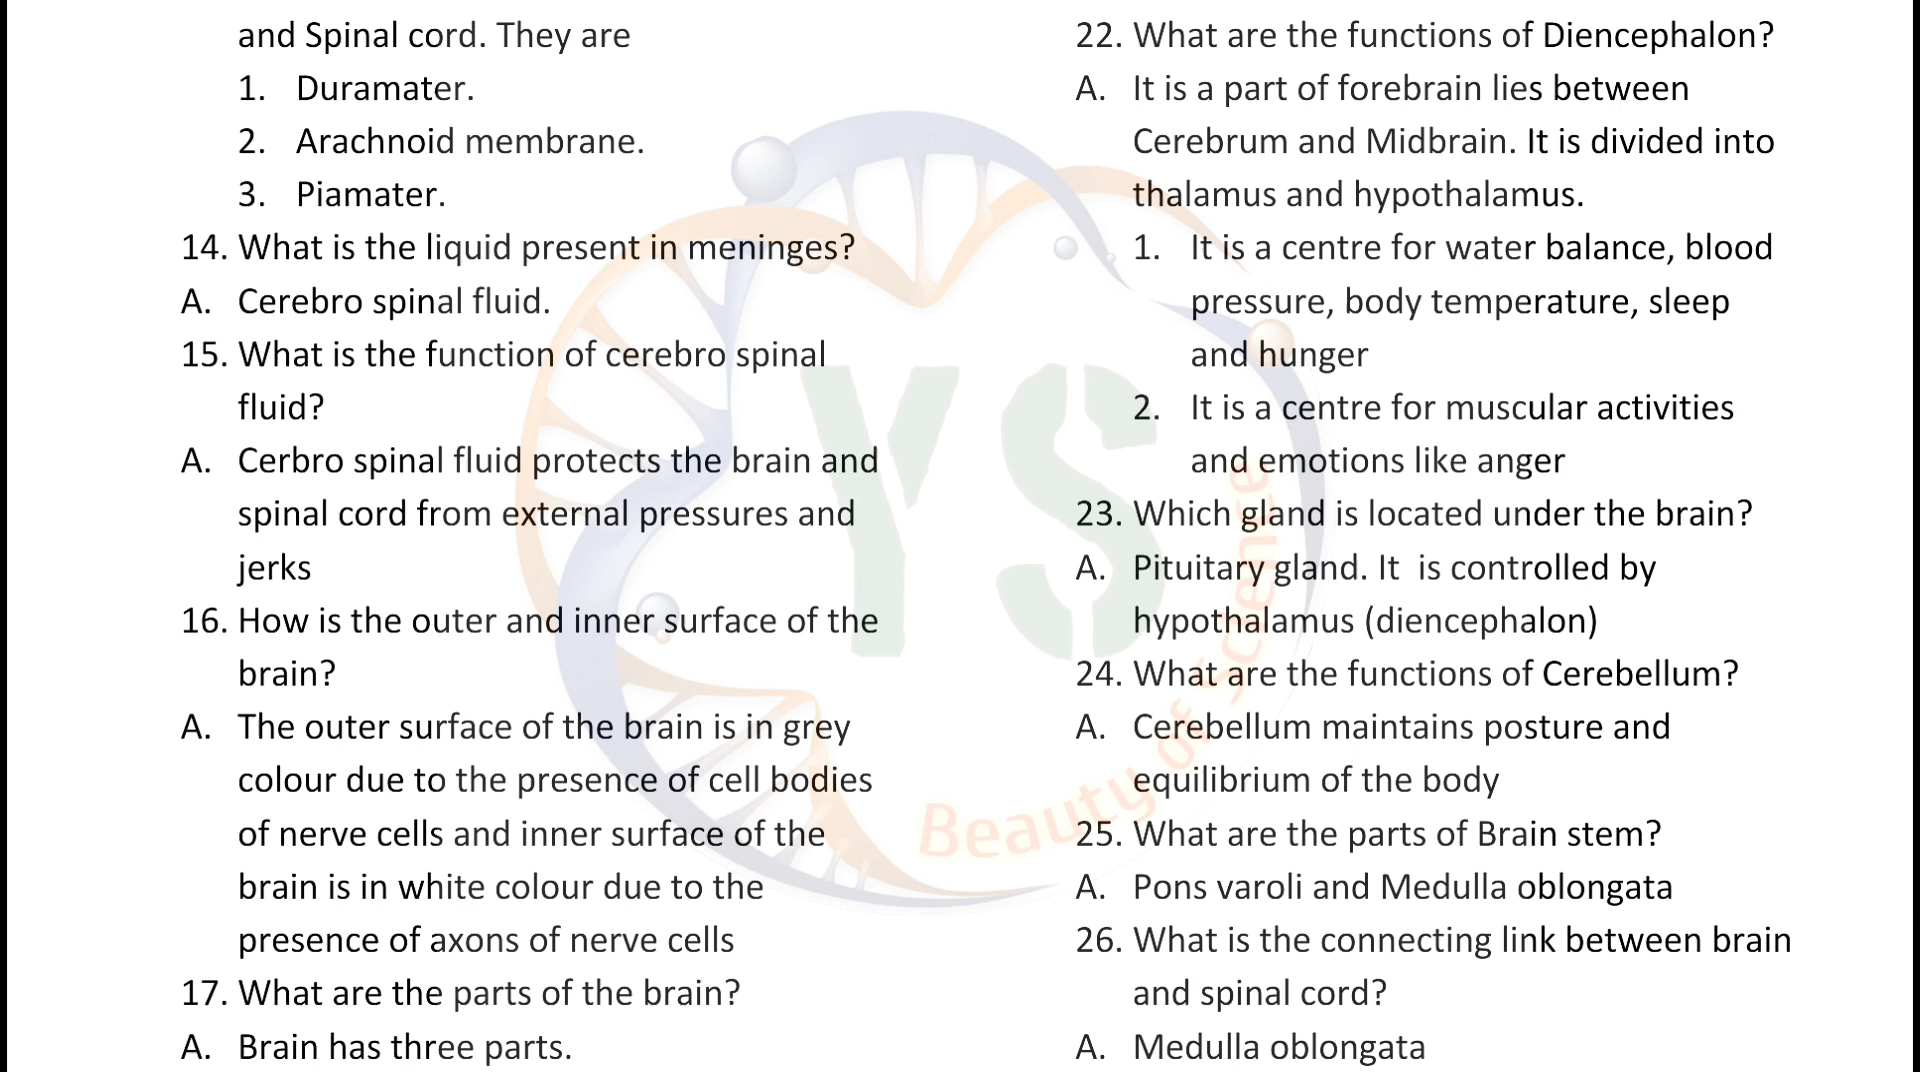 and Spinal cord. They are
1. Duramater.
2. Arachnoid membrane.
3. Piamater.
14. What is the liquid present in meninges?
A. Cerebro spinal fluid.
15. What is the function of cerebro spinal
fluid?
A. Cerbro spinal fluid protects the brain and
spinal cord from external pressures and
jerks
16. How is the outer and inner surface of the
brain?
A. The outer surface of the brain is in grey
colour due to the presence of cell bodies
of nerve cells and inner surface of the
brain is in white colour due to the
presence of axons of nerve cells
17. What are the parts of the brain?
A. Brain has three parts.
22. What are the functions of Diencephalon?
A. It is a part of forebrain lies between
Cerebrum and Midbrain. It is divided into
thalamus and hypothalamus.
1. It is a centre for water balance, blood
pressure, body temperature, sleep
and hunger
2. It is a centre for muscular activities
and emotions like anger
23. Which gland is located under the brain?
A. Pituitary gland. It  is controlled by
hypothalamus (diencephalon)
24. What are the functions of Cerebellum?
A. Cerebellum maintains posture and
equilibrium of the body
25. What are the parts of Brain stem?
A. Pons varoli and Medulla oblongata
26. What is the connecting link between brain
and spinal cord?
A. Medulla oblongata
YS
Beauty of Science